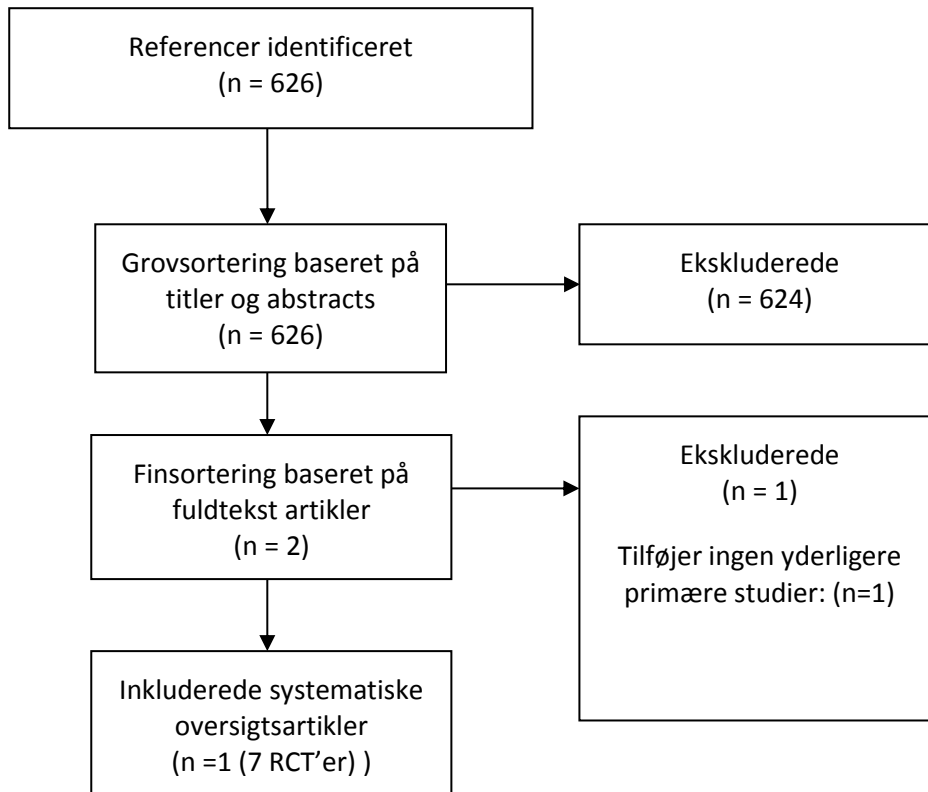 Referencer identificeret
(n = 626)
Grovsortering baseret på
titler og abstracts
(n = 626)
Ekskluderede
(n = 624)
Finsortering baseret på
fuldtekst artikler
(n = 2)
Ekskluderede
(n = 1)
Tilføjer ingen yderligere
primære studier: (n=1)
Inkluderede systematiske
oversigtsartikler
(n =1 (7 RCT’er) )